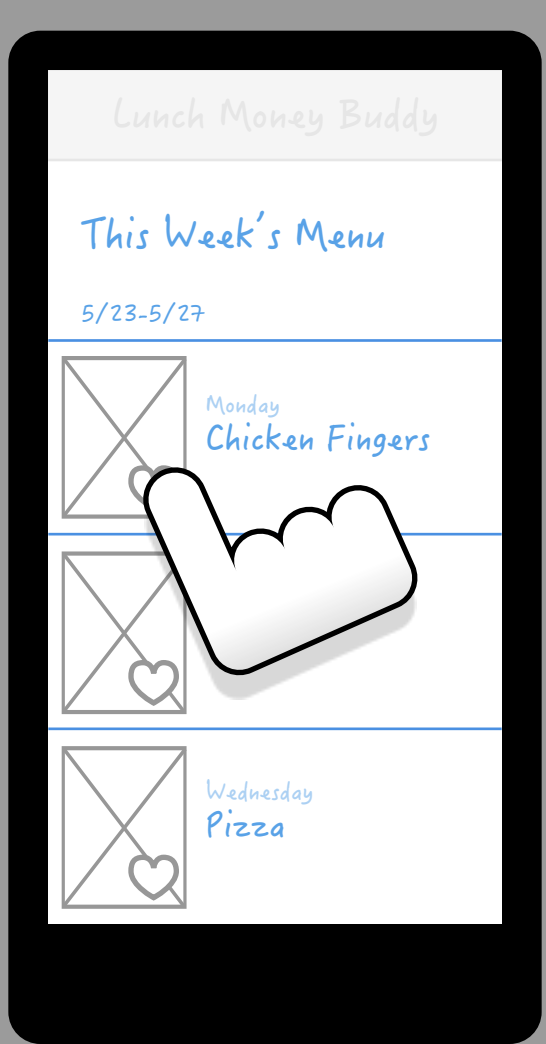 Lunch Money Buddy
This Week's Menu
5/23-5/27
Monday
Chicken Fingers
Wednesday
Pizza